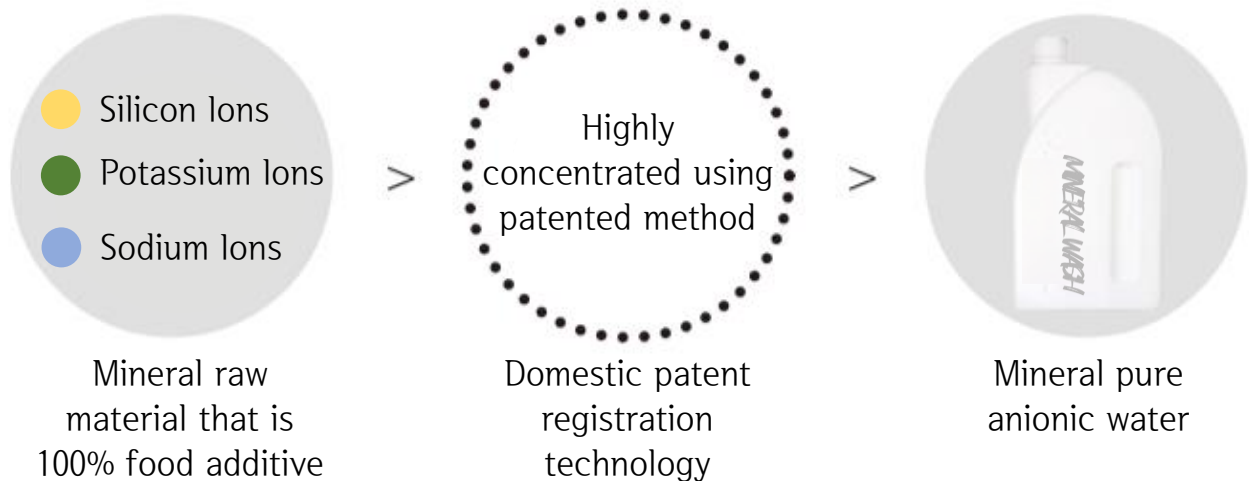 Silicon Ions
Potassium Ions
Sodium Ions
>
Highly
concentrated using
patented method
>
MINERAL WASH
Mineral raw
material that is
100% food additive
Domestic patent
registration
technology
Mineral pure
anionic water